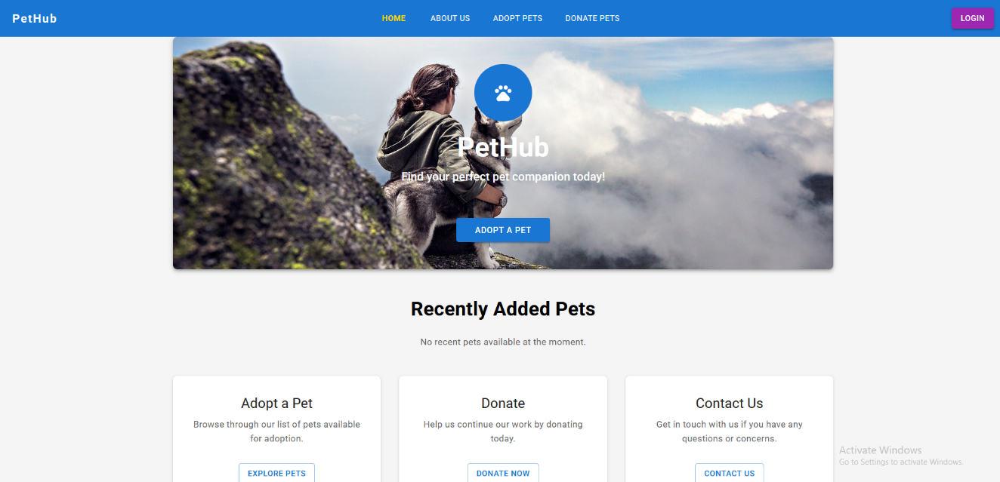 PetHub
HOME
ABOUT US
ADOPT PETS
DONATE PETS
LOGIN
PetHub
Find your perfect pet companion today!
ADOPT A PET
Recently Added Pets
No recent pets available at the moment.
Adopt a Pet
Browse through our list of pets available
for adoption.
EXPLORE PETS
Donate
Help us continue our work by donating
today.
DONATE NOW
Contact Us
Get in touch with us if you have any
questions or concerns.
CONTACT US
Activate Windows
Go to Settings to activate Windows.